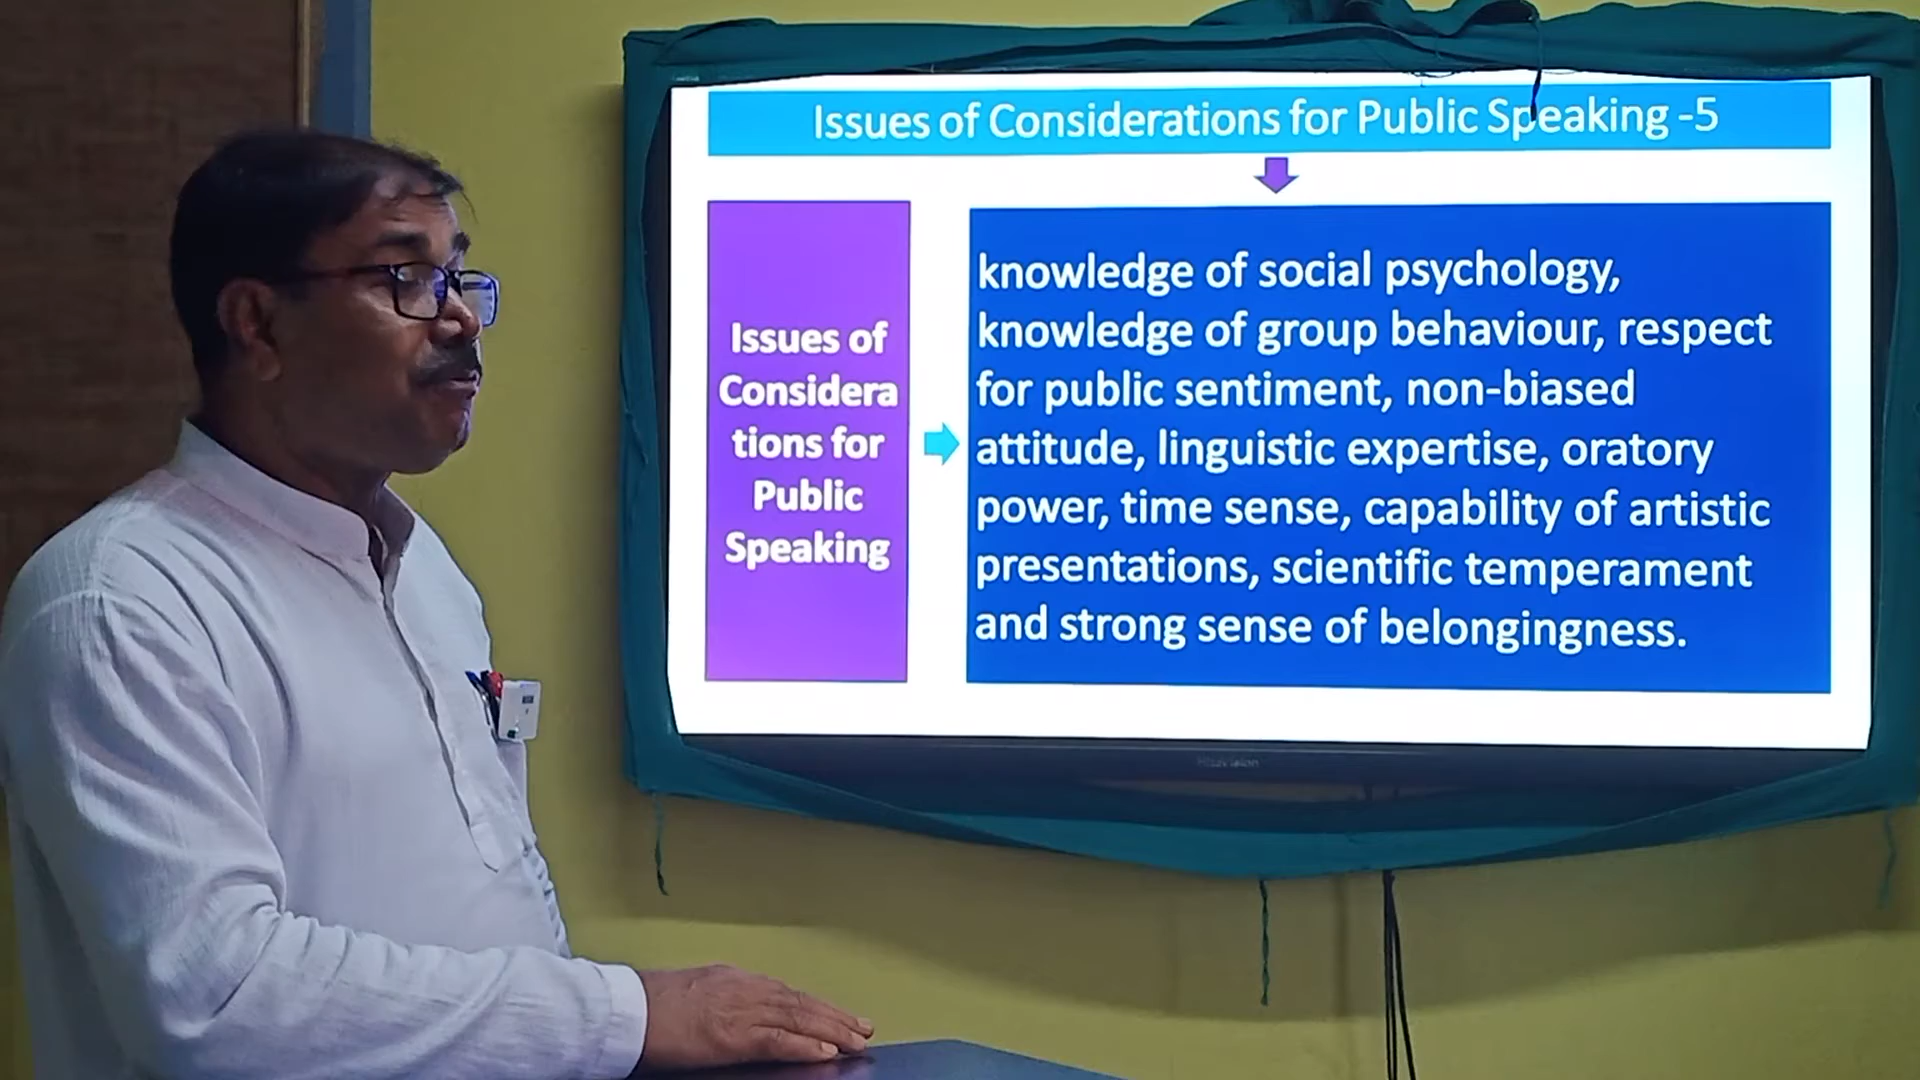 Issues of Considerations for Public Speaking -5
Issues of
Considera
tions for
Public
Speaking
knowledge of social psychology,
knowledge of group behaviour, respect
for public sentiment, non-biased
attitude, linguistic expertise, oratory
power, time sense, capability of artistic
presentations, scientific temperament
and strong sense of belongingness.